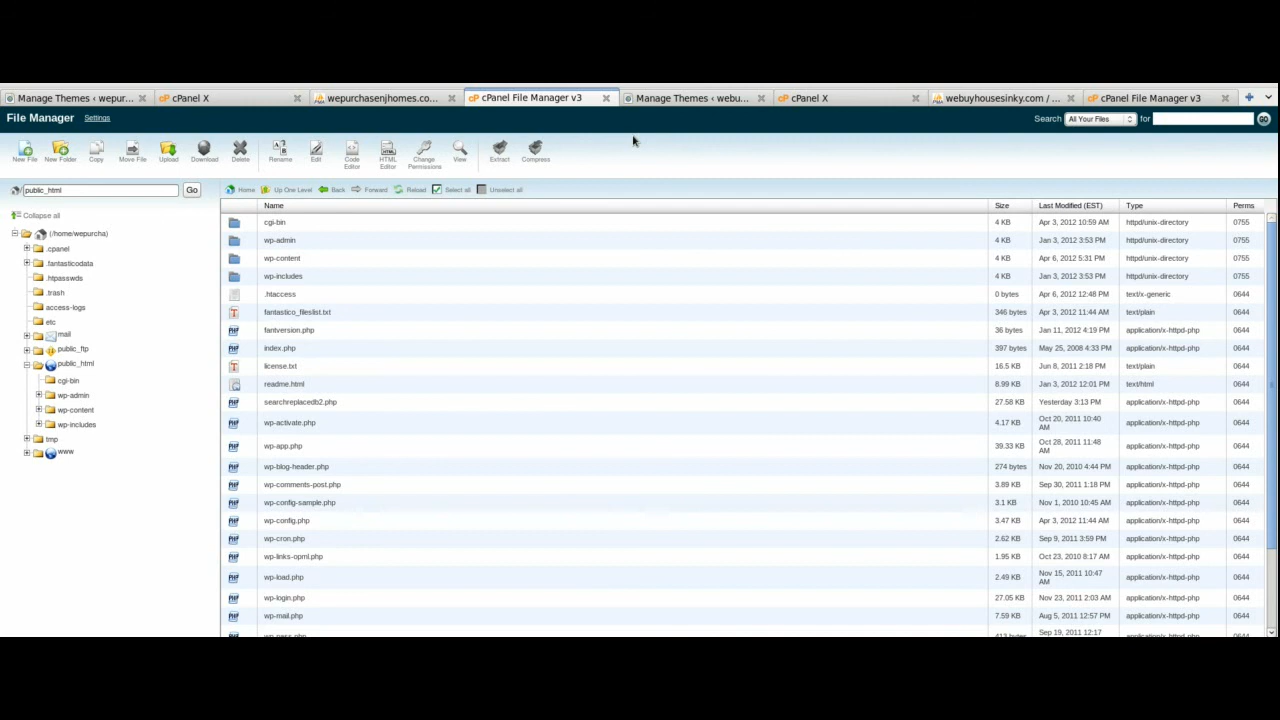 Manage Themes ‹ wepur... cP cPanel X wepurchasenjhomes.co... cP cPanel File Manager v3 Manage Themes ‹ webu... cP cPanel X webuyhousesinky.com / ... cP cPanel File Manager v3
File Manager Settings Search All Your Files for GO
New File New Folder Copy Move File Upload Download Delete Rename Edit Code Editor HTML Editor Change Permissions View Extract Compress
public_html Go Home Up One Level Back Forward Reload Select all Unselect all
Collapse all
(/home/wepurcha)
.cpanel
.fantasticodata
.htpasswds
.trash
access-logs
etc
mail
public_ftp
public_html
cgi-bin
wp-admin
wp-content
wp-includes
tmp
www
Name Size Last Modified (EST) Type Perms
cgi-bin 4 KB Apr 3, 2012 10:59 AM httpd/unix-directory 0755
wp-admin 4 KB Jan 3, 2012 3:53 PM httpd/unix-directory 0755
wp-content 4 KB Apr 6, 2012 5:31 PM httpd/unix-directory 0755
wp-includes 4 KB Jan 3, 2012 3:53 PM httpd/unix-directory 0755
.htaccess 0 bytes Apr 6, 2012 12:48 PM text/x-generic 0644
fantastico_fileslist.txt 346 bytes Apr 3, 2012 11:44 AM text/plain 0644
fantversion.php 36 bytes Jan 11, 2012 4:19 PM application/x-httpd-php 0644
index.php 397 bytes May 25, 2008 4:33 PM application/x-httpd-php 0644
license.txt 16.5 KB Jun 8, 2011 2:18 PM text/plain 0644
readme.html 8.99 KB Jan 3, 2012 12:01 PM text/html 0644
searchreplacedb2.php 27.58 KB Yesterday 3:13 PM application/x-httpd-php 0644
wp-activate.php 4.17 KB Oct 20, 2011 10:40 AM application/x-httpd-php 0644
wp-app.php 39.33 KB Oct 28, 2011 11:48 AM application/x-httpd-php 0644
wp-blog-header.php 274 bytes Nov 20, 2010 4:44 PM application/x-httpd-php 0644
wp-comments-post.php 3.89 KB Sep 30, 2011 1:18 PM application/x-httpd-php 0644
wp-config-sample.php 3.1 KB Nov 1, 2010 10:45 AM application/x-httpd-php 0644
wp-config.php 3.47 KB Apr 3, 2012 11:44 AM application/x-httpd-php 0644
wp-cron.php 2.62 KB Sep 9, 2011 3:59 PM application/x-httpd-php 0644
wp-links-opml.php 1.95 KB Oct 23, 2010 8:17 AM application/x-httpd-php 0644
wp-load.php 2.49 KB Nov 15, 2011 10:47 AM application/x-httpd-php 0644
wp-login.php 27.05 KB Nov 23, 2011 2:03 AM application/x-httpd-php 0644
wp-mail.php 7.59 KB Aug 5, 2011 12:57 PM application/x-httpd-php 0644
wp-pass.php 413 bytes Sep 19, 2011 12:17 application/x-httpd-php 0644